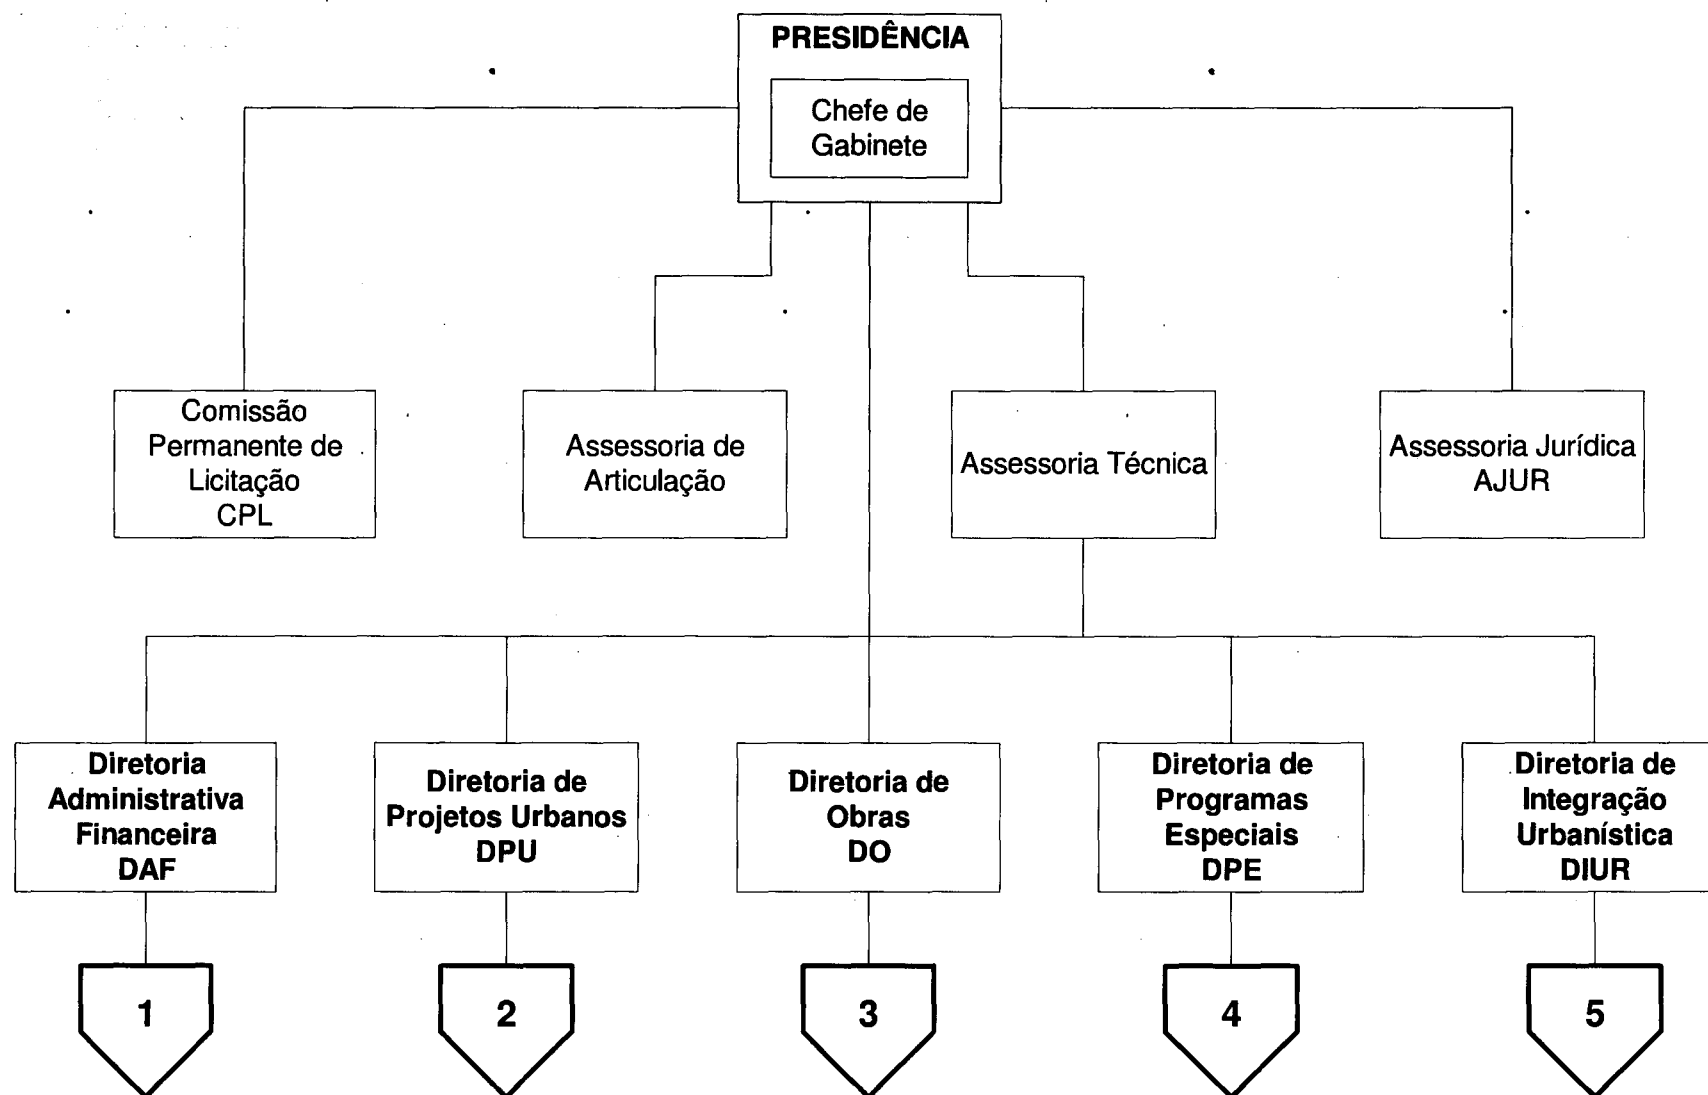 PRESIDÊNCIA
Chefe de
Gabinete
Comissão
Permanente de
Licitação
CPL
Assessoria de
Articulação
Assessoria Técnica
Assessoria Jurídica
AJUR
Diretoria
Administrativa
Financeira
DAF
Diretoria de
Projetos Urbanos
DPU
Diretoria de
Obras
DO
Diretoria de
Programas
Especiais
DPE
Diretoria de
Integração
Urbanística
DIUR
1
2
3
4
5